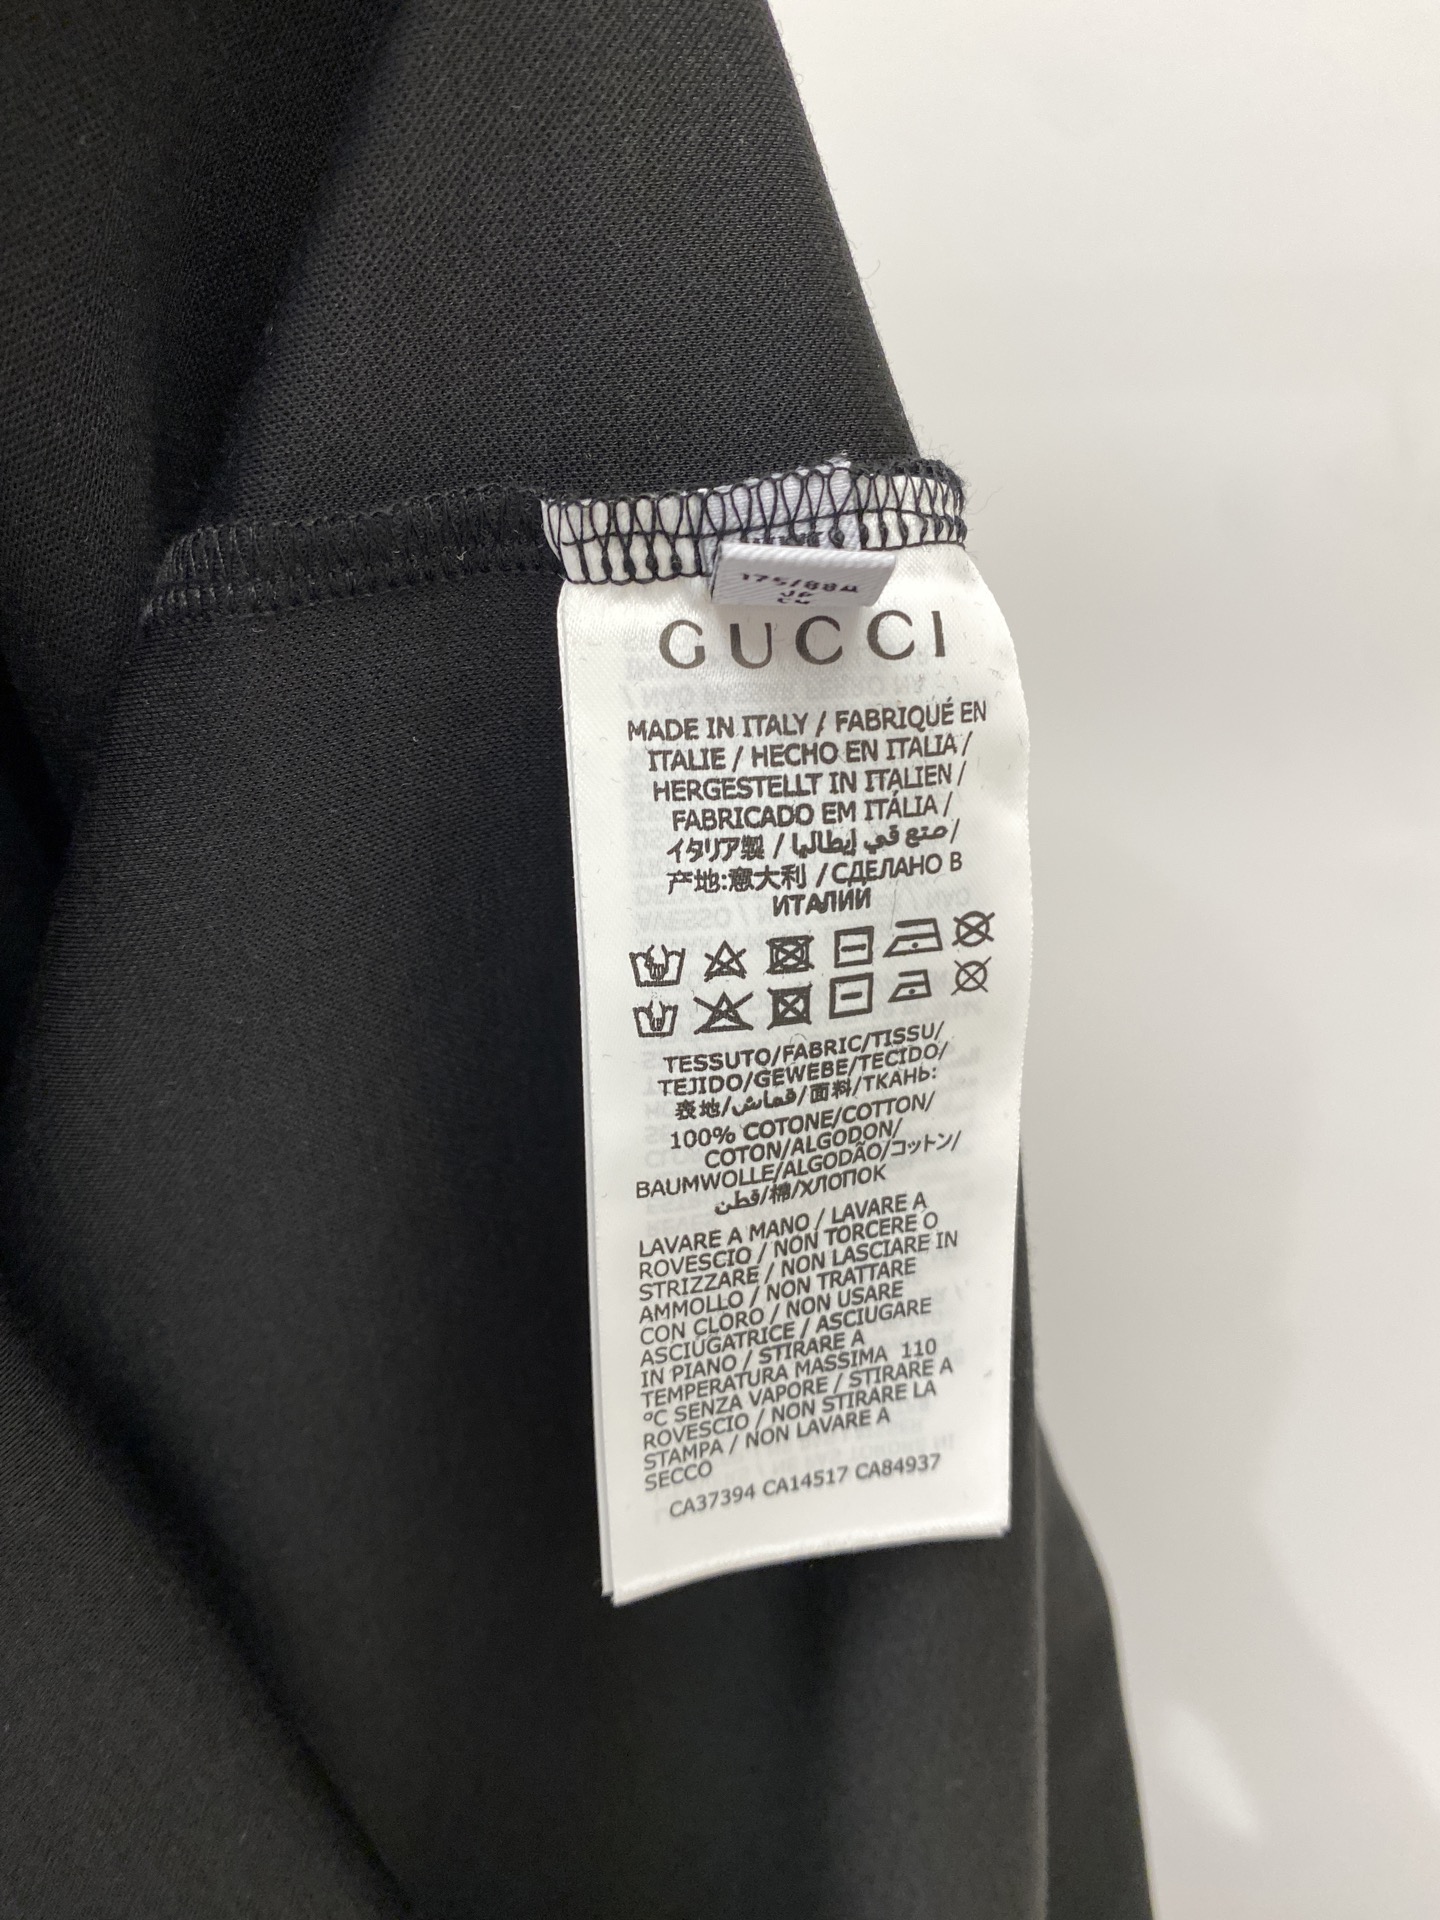 175/88A
GUCCI
MADE IN ITALY / FABRIQUÉ EN
ITALIE / HECHO EN ITALIA /
HERGESTELLT IN ITALIEN /
FABRICADO EM ITÁLIA /
イタリア製 / صنع في إيطاليا /
产地:意大利 / СДЕЛАНО В
ИТАЛИИ
TESSUTO/FABRIC/TISSU/
TEJIDO/GEWEBE/TECIDO/
表地/قماش/面料/ТКАНЬ:
100% COTONE/COTTON/
COTON/ALGODON/
BAUMWOLLE/ALGODÃO/コットン/
قطن/棉/ХЛОПОК
LAVARE A MANO / LAVARE A
ROVESCIO / NON TORCERE O
STRIZZARE / NON LASCIARE IN
AMMOLLO / NON TRATTARE
CON CLORO / NON USARE
ASCIUGATRICE / ASCIUGARE
IN PIANO / STIRARE A
TEMPERATURA MASSIMA 110
ºC SENZA VAPORE / STIRARE A
ROVESCIO / NON STIRARE LA
STAMPA / NON LAVARE A
SECCO
CA37394 CA14517 CA84937